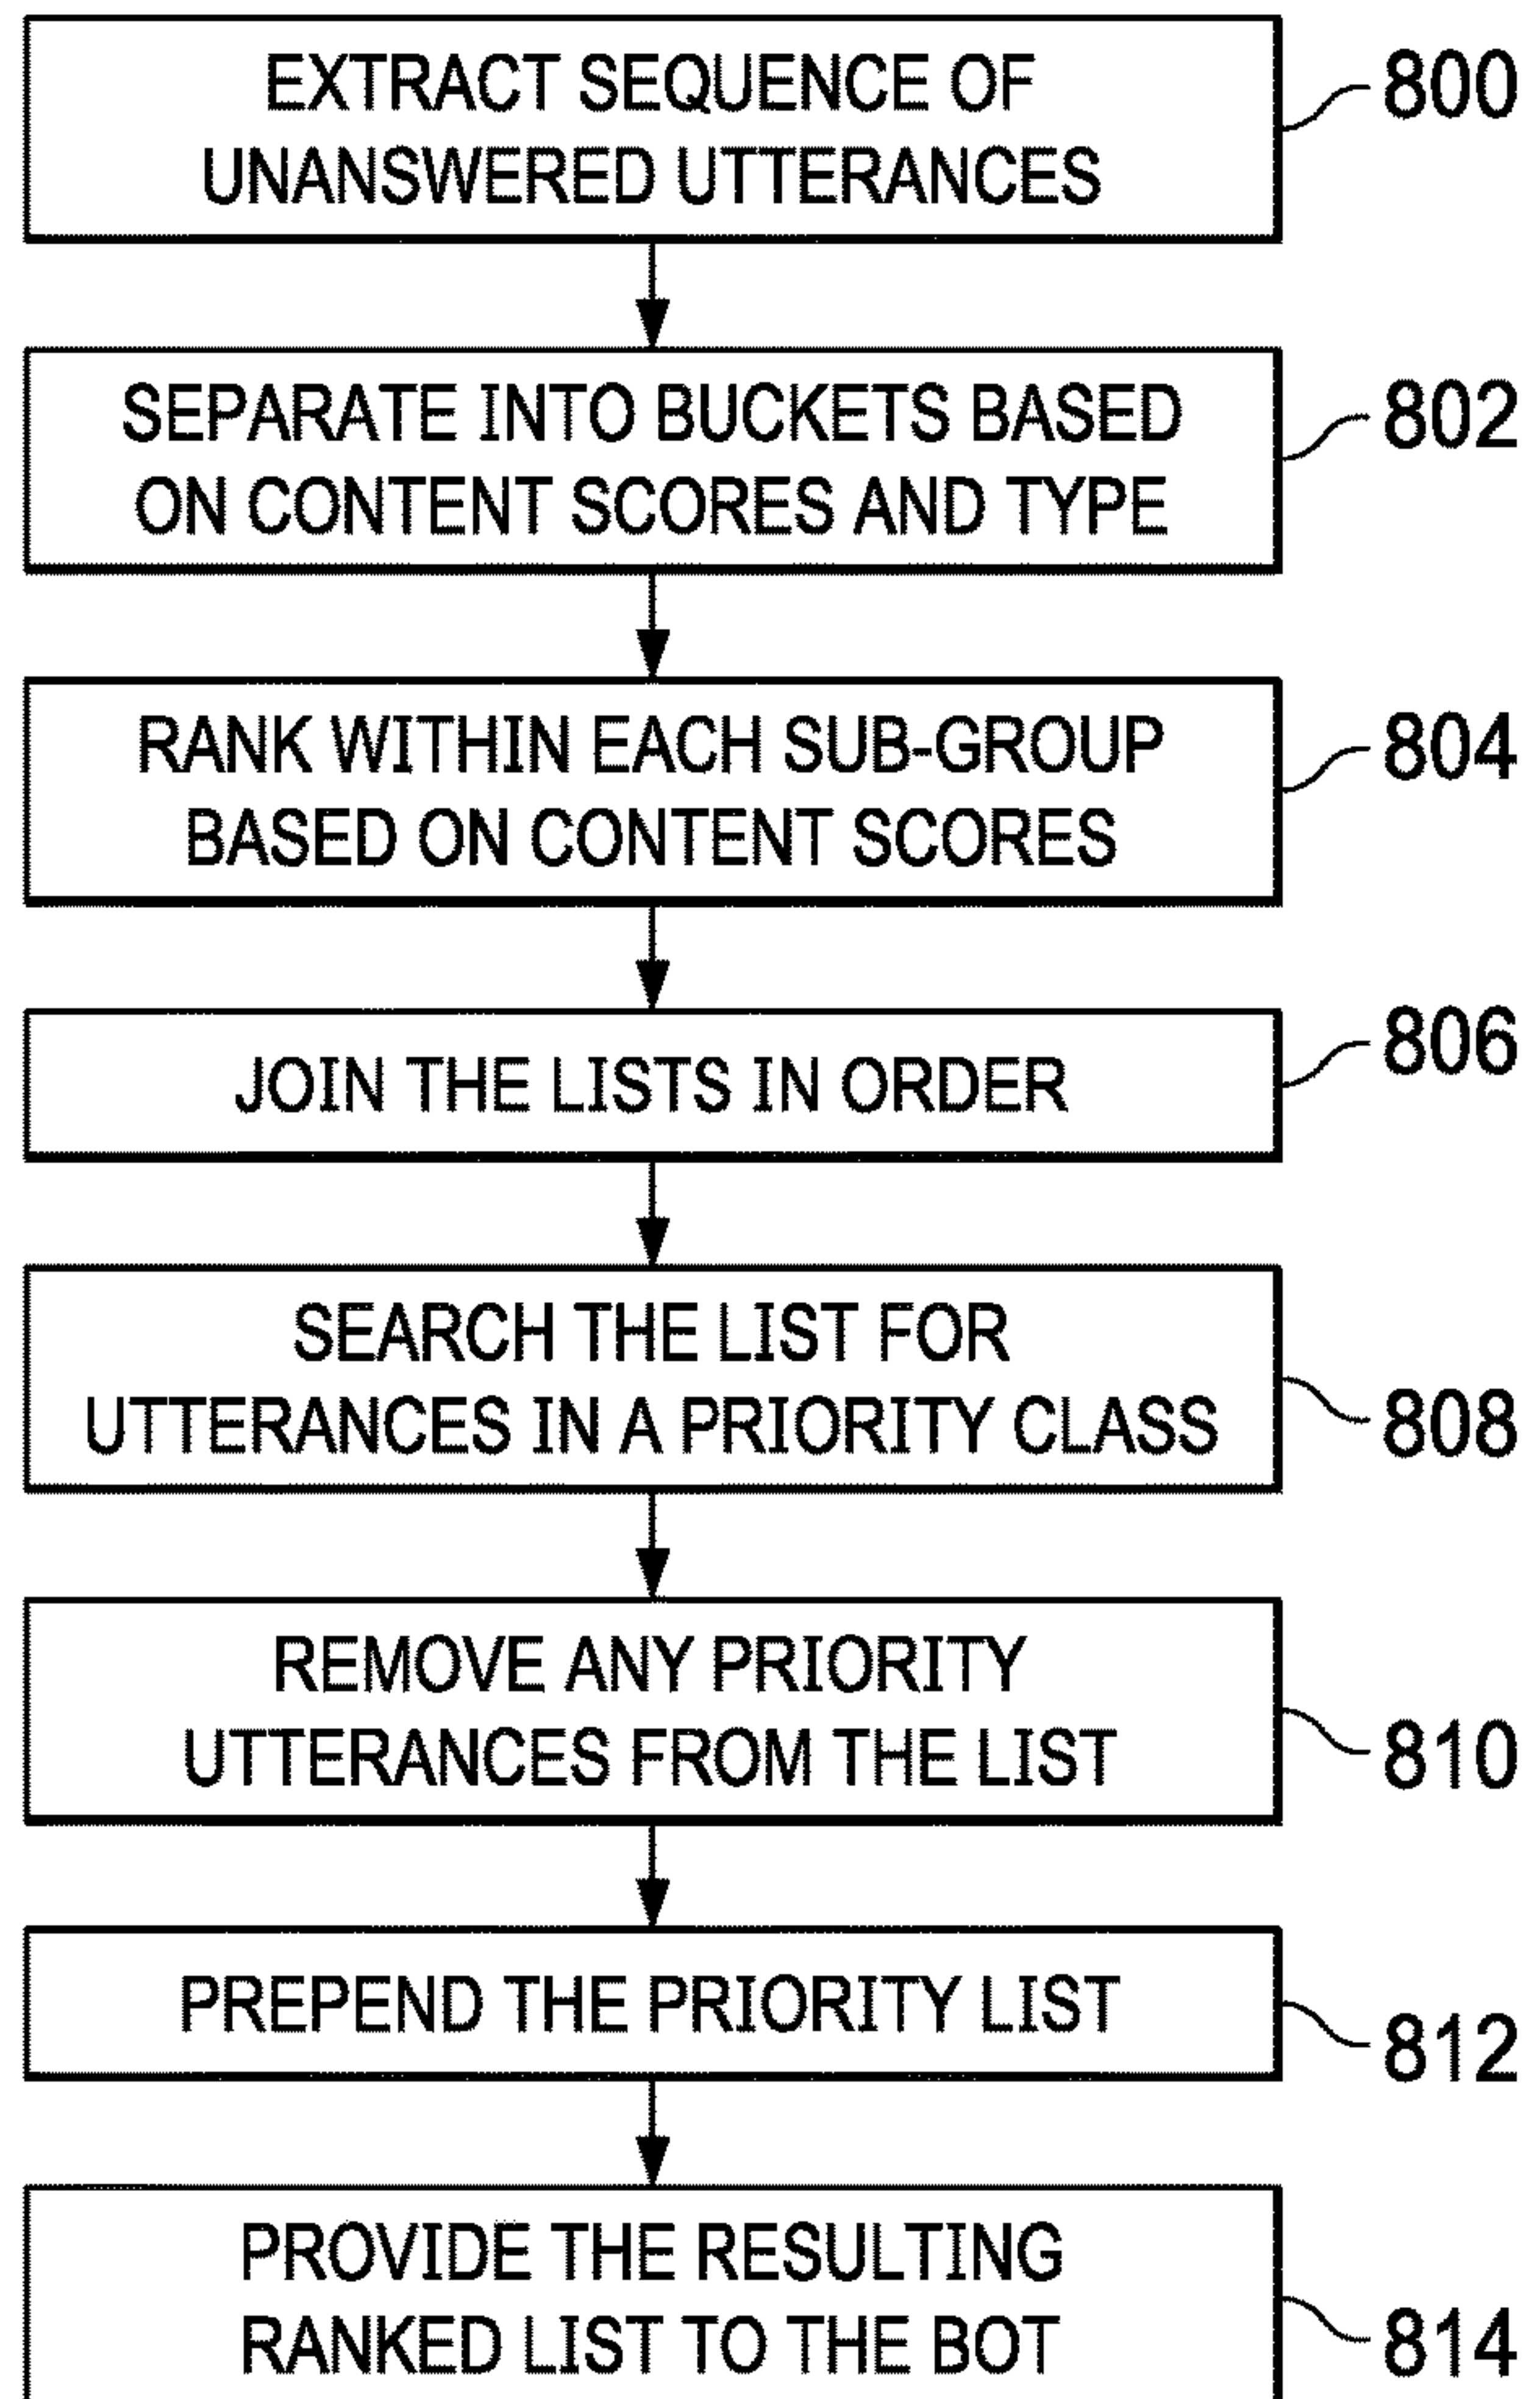 EXTRACT SEQUENCE OF
UNANSWERED UTTERANCES
800
SEPARATE INTO BUCKETS BASED
ON CONTENT SCORES AND TYPE
802
RANK WITHIN EACH SUB-GROUP
BASED ON CONTENT SCORES
804
JOIN THE LISTS IN ORDER
806
SEARCH THE LIST FOR
UTTERANCES IN A PRIORITY CLASS
808
REMOVE ANY PRIORITY
UTTERANCES FROM THE LIST
810
PREPEND THE PRIORITY LIST
812
PROVIDE THE RESULTING
RANKED LIST TO THE BOT
814